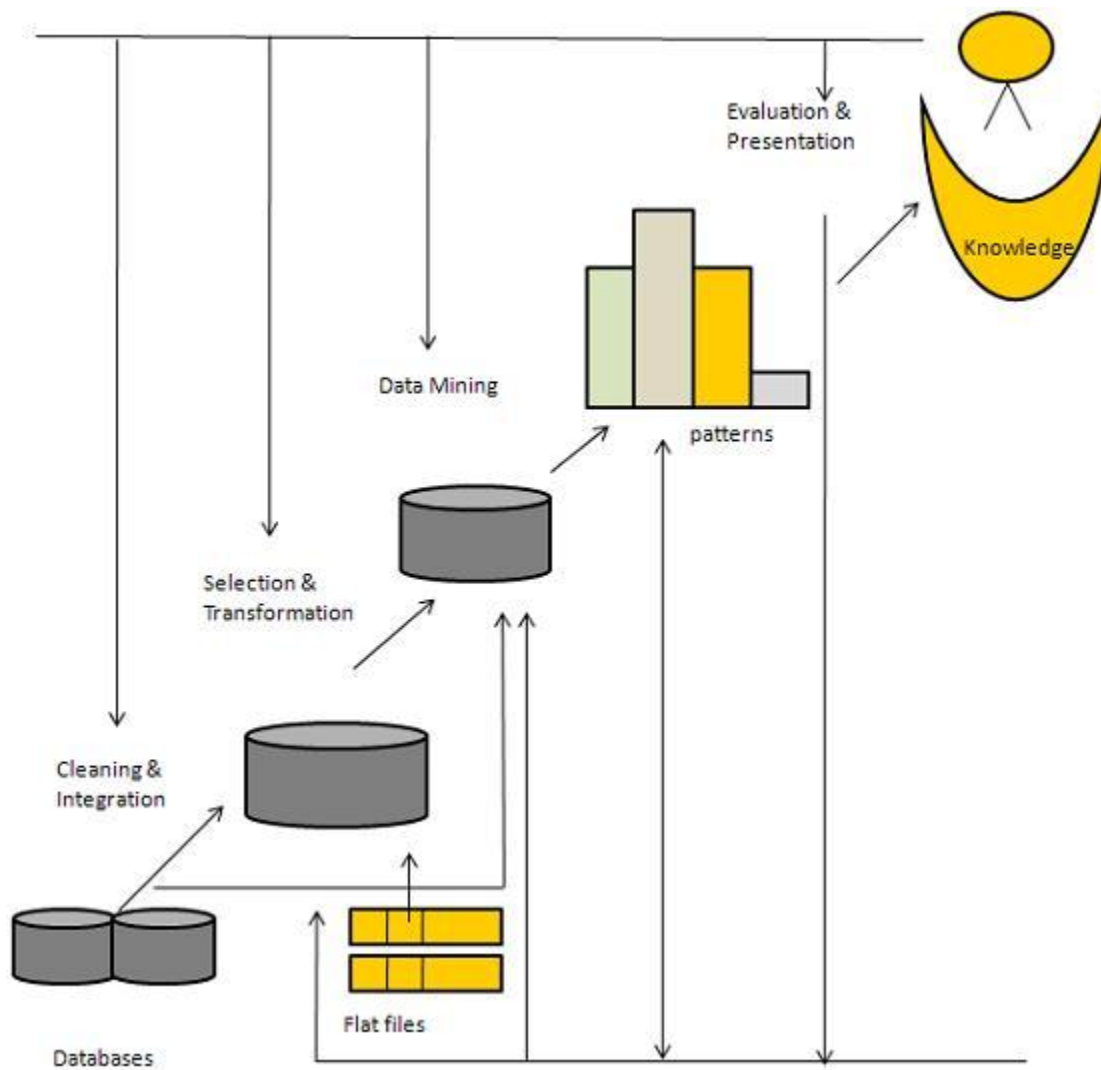 Evaluation &
Presentation
Knowledge
Data Mining
patterns
Selection &
Transformation
Cleaning &
Integration
Flat files
Databases